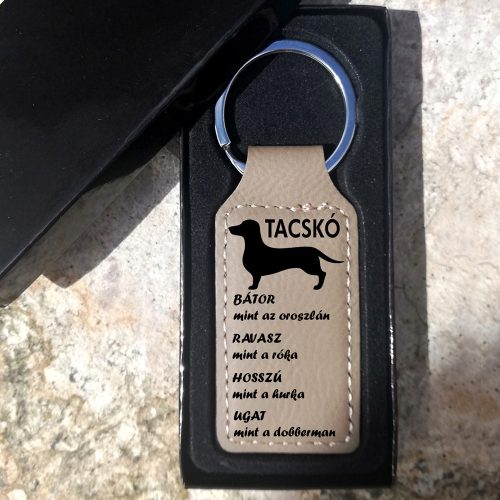 TACSKÓ
BÁTOR
mint az oroszlán
RAVASZ
mint a róka
HOSSZÚ
mint a hurka
UGAT
mint a dobberman